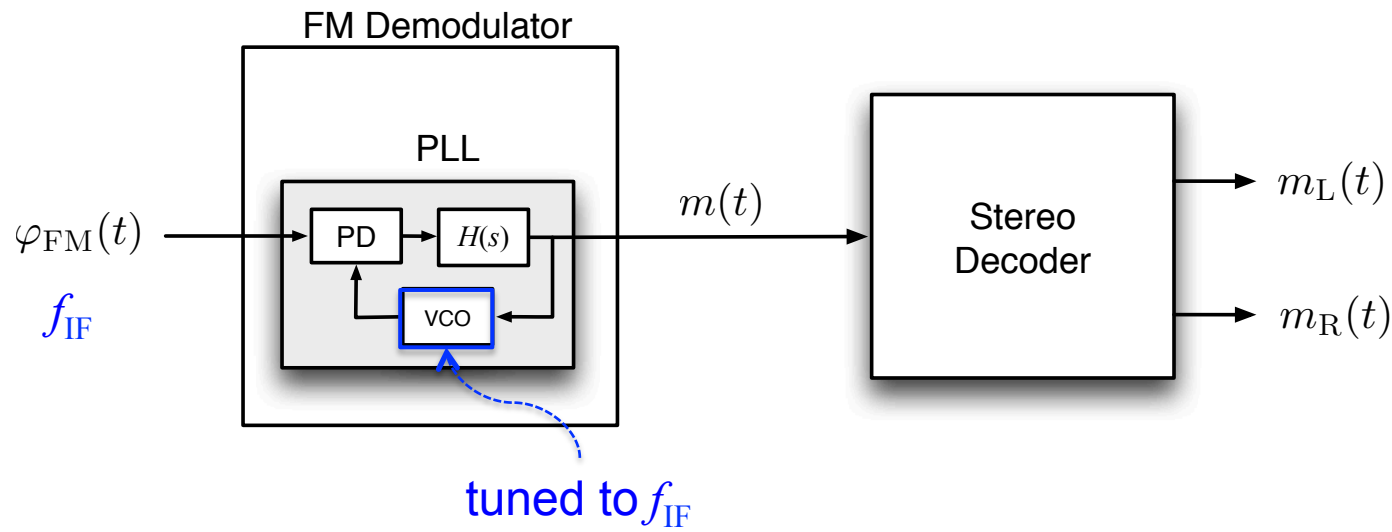 FM Demodulator
PLL
φFM(t)
fIF
PD
H(s)
VCO
m(t)
Stereo
Decoder
mL(t)
mR(t)
tuned to fIF